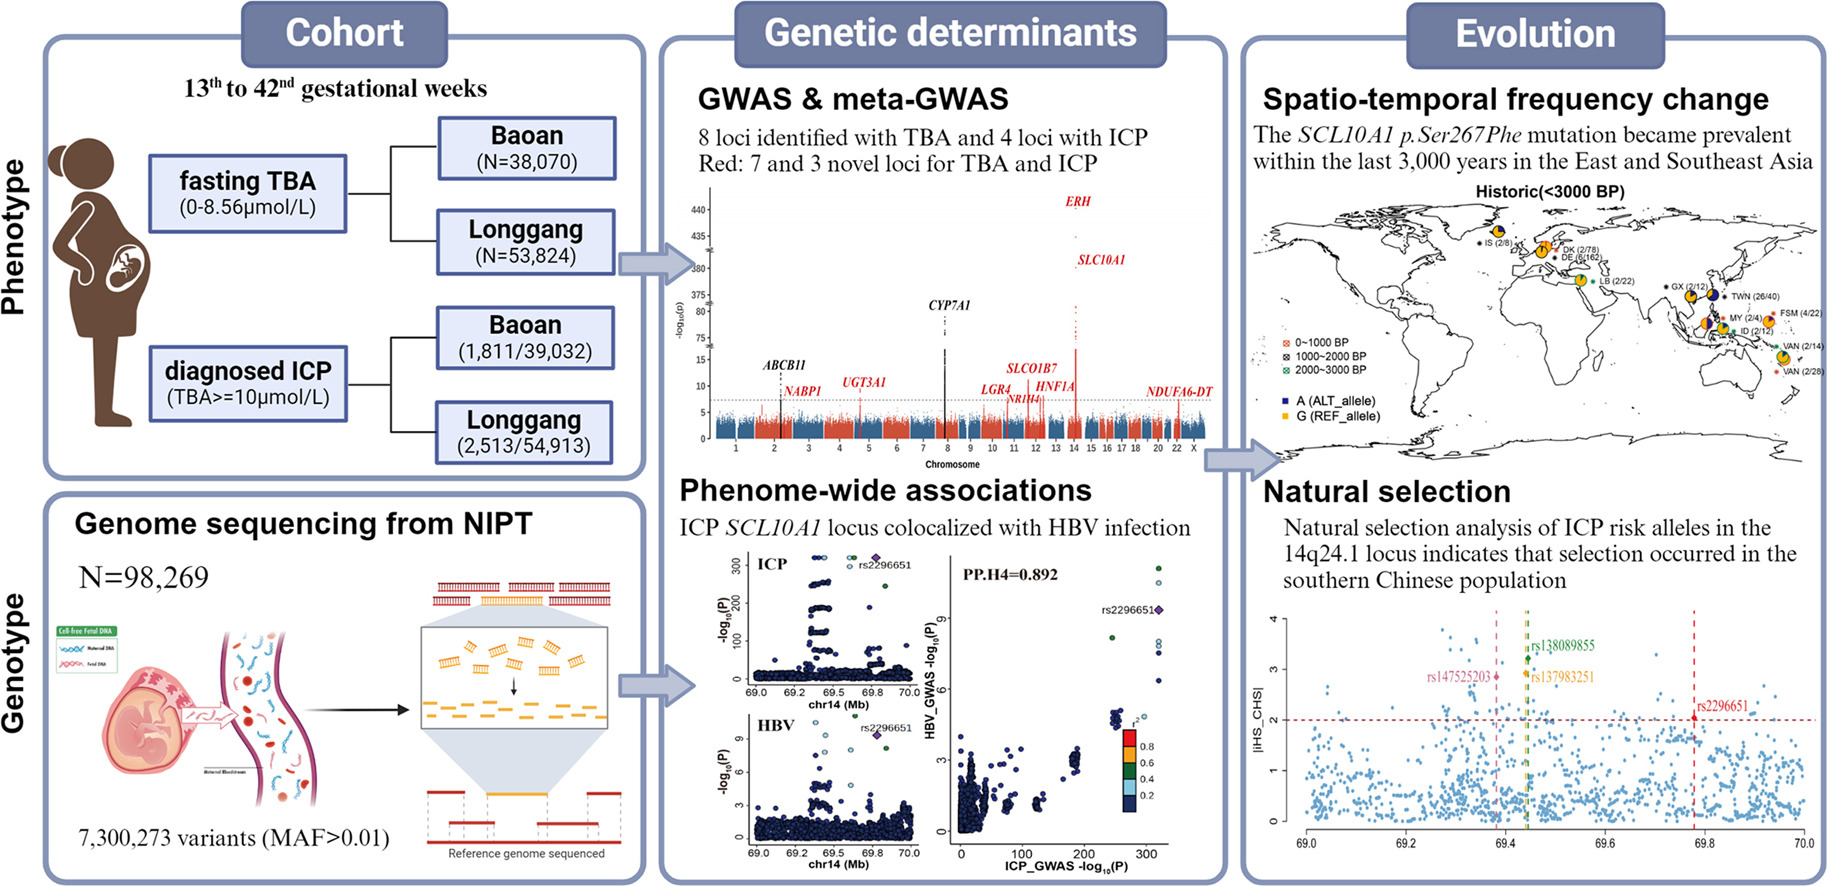 Cohort
Genetic determinants
Evolution
Phenotype
Genotype
13th to 42nd gestational weeks
fasting TBA
(0-8.56μmol/L)
Baoan
(N=38,070)
Longgang
(N=53,824)
diagnosed ICP
(TBA>=10μmol/L)
Baoan
(1,811/39,032)
Longgang
(2,513/54,913)
Genome sequencing from NIPT
N=98,269
Cell-free Fetal DNA
Maternal DNA
Fetal DNA
Maternal Bloodstream
7,300,273 variants (MAF>0.01)
Reference genome sequenced
GWAS & meta-GWAS
8 loci identified with TBA and 4 loci with ICP
Red: 7 and 3 novel loci for TBA and ICP
-log10(p)
440
435
380
375
80
75
15
10
5
0
ERH
SLC10A1
CYP7A1
ABCB11
NABP1
UGT3A1
LGR4
SLCO1B7
NR1H4
HNF1A
NDUFA6-DT
1 2 3 4 5 6 7 8 9 10 11 12 13 14 15 16 17 18 19 20 21 22 X
Chromosome
Phenome-wide associations
ICP SCL10A1 locus colocalized with HBV infection
ICP
rs2296651
-log10(P)
300
200
100
0
69.0 69.2 69.5 69.8 70.0
chr14 (Mb)
HBV
rs2296651
-log10(P)
9
6
3
0
69.0 69.2 69.5 69.8 70.0
chr14 (Mb)
PP.H4=0.892
rs2296651
HBV_GWAS -log10(P)
9
6
3
0
r2
0.8
0.6
0.4
0.2
0 100 200 300
ICP_GWAS -log10(P)
Spatio-temporal frequency change
The SCL10A1 p.Ser267Phe mutation became prevalent
within the last 3,000 years in the East and Southeast Asia
Historic(<3000 BP)
IS (2/8)
DK (2/78)
DE (6/162)
LB (2/22)
GX (2/12)
TWN (26/40)
MY (2/4)
FSM (4/22)
ID (2/12)
VAN (2/14)
VAN (2/28)
0~1000 BP
1000~2000 BP
2000~3000 BP
A (ALT_allele)
G (REF_allele)
Natural selection
Natural selection analysis of ICP risk alleles in the
14q24.1 locus indicates that selection occurred in the
southern Chinese population
|iHS_CHS|
4
3
2
1
0
rs138089855
rs147525203
rs137983251
rs2296651
69.0 69.2 69.4 69.6 69.8 70.0